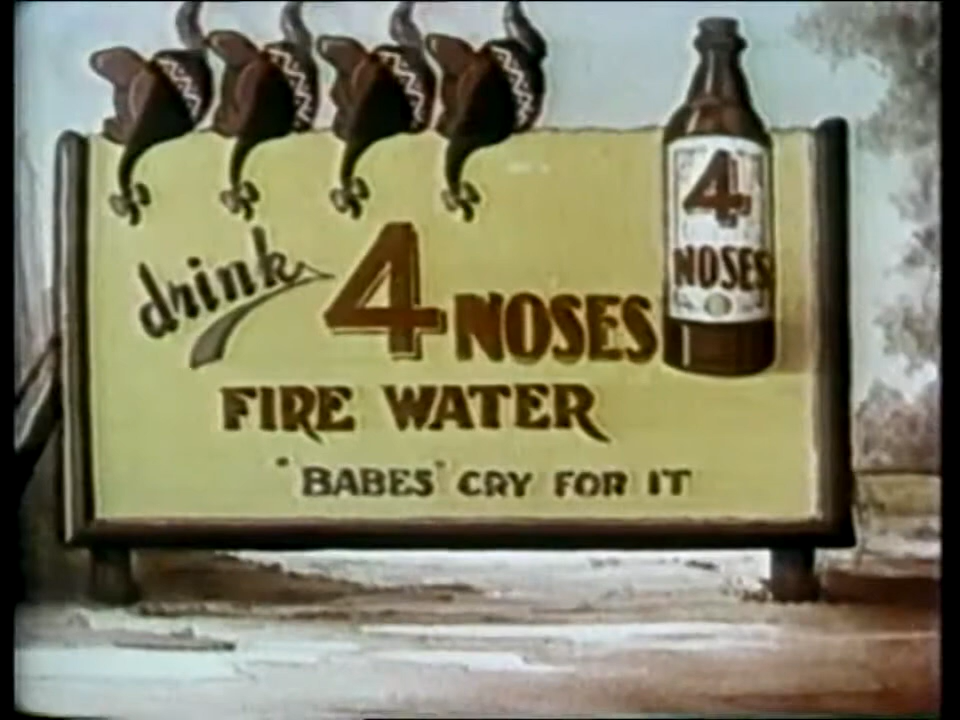 drink 4 NOSES
FIRE WATER
"BABES" CRY FOR IT
4
NOSES